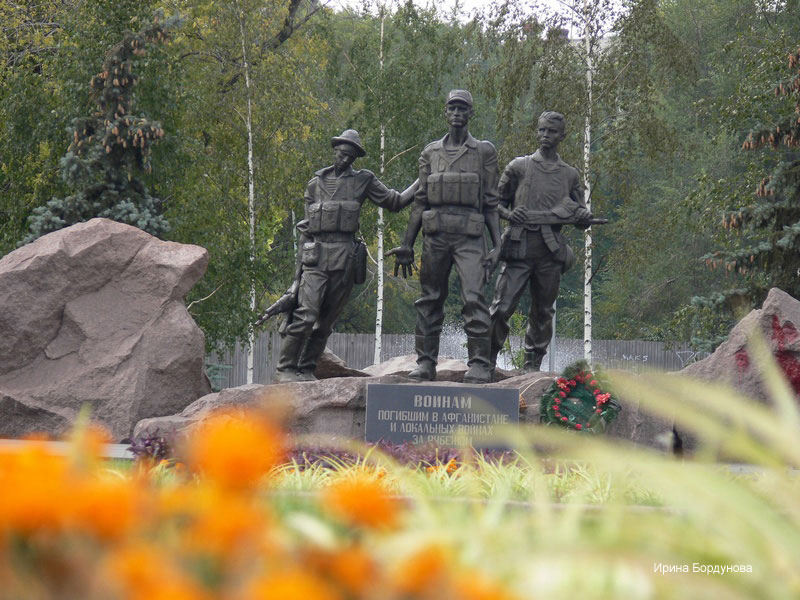 ВОИНАМ
ПОГИБШИМ В АФГАНИСТАНЕ
И ЛОКАЛЬНЫХ ВОЙНАХ
ЗА РУБЕЖОМ
Ирина Бордунова